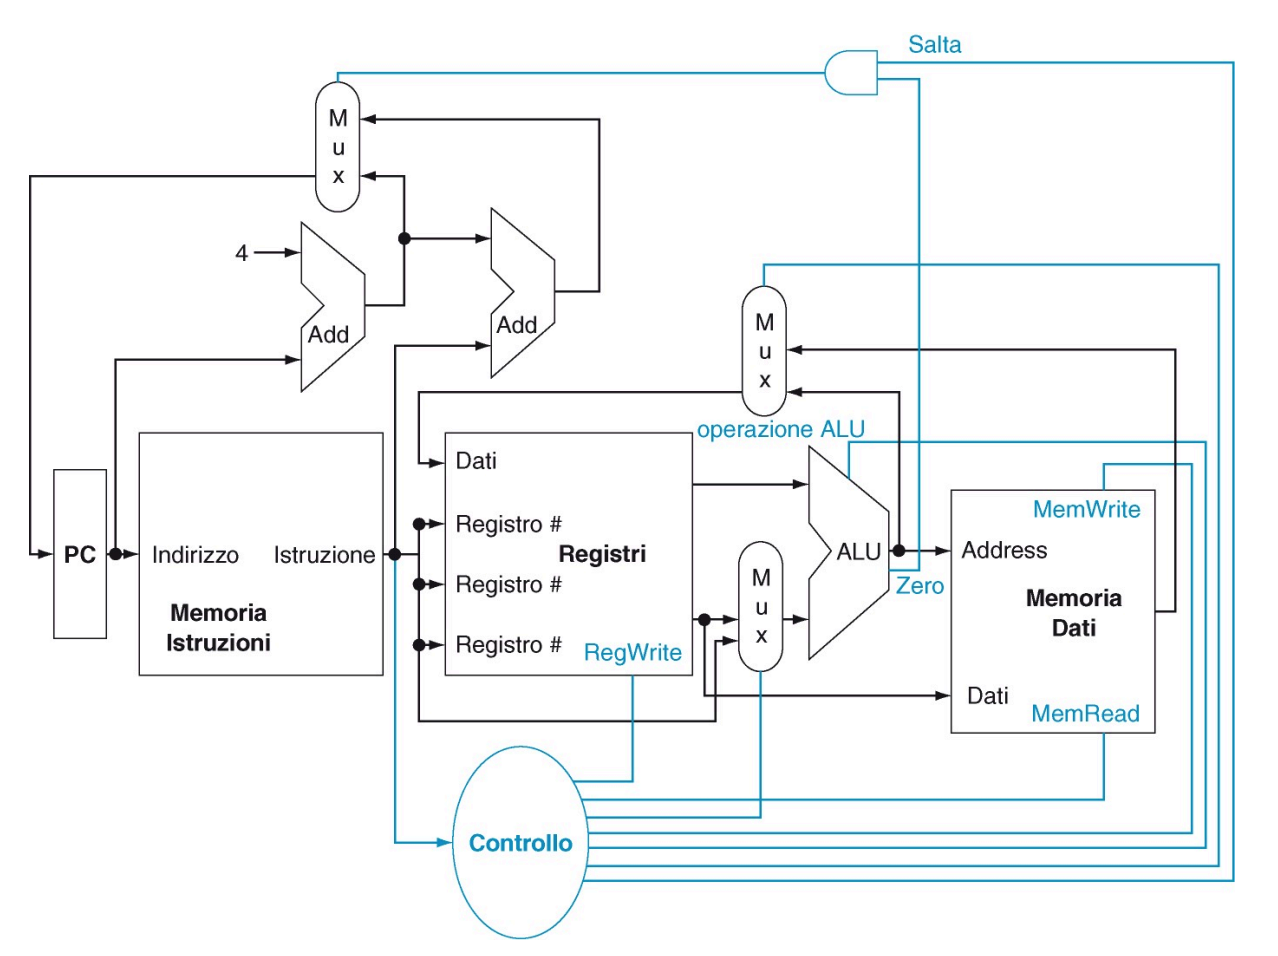 Salta
M
u
x
4
Add
Add
M
u
x
operazione ALU
Dati
MemWrite
Registro #
PC
Indirizzo
Istruzione
Registri
ALU
Address
Registro #
Zero
M
u
x
Memoria
Istruzioni
Memoria
Dati
Registro #
RegWrite
Dati
MemRead
Controllo